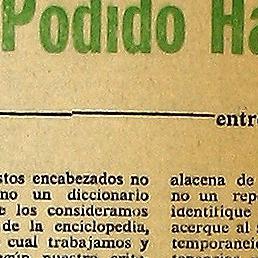 Podido Ha
entre
stos encabezados no
no un diccionario
e los consideramos
de la enciclopedia,
cual trabajamos y
alacena de
no un rep
identifique
acerque al s
temporaneid